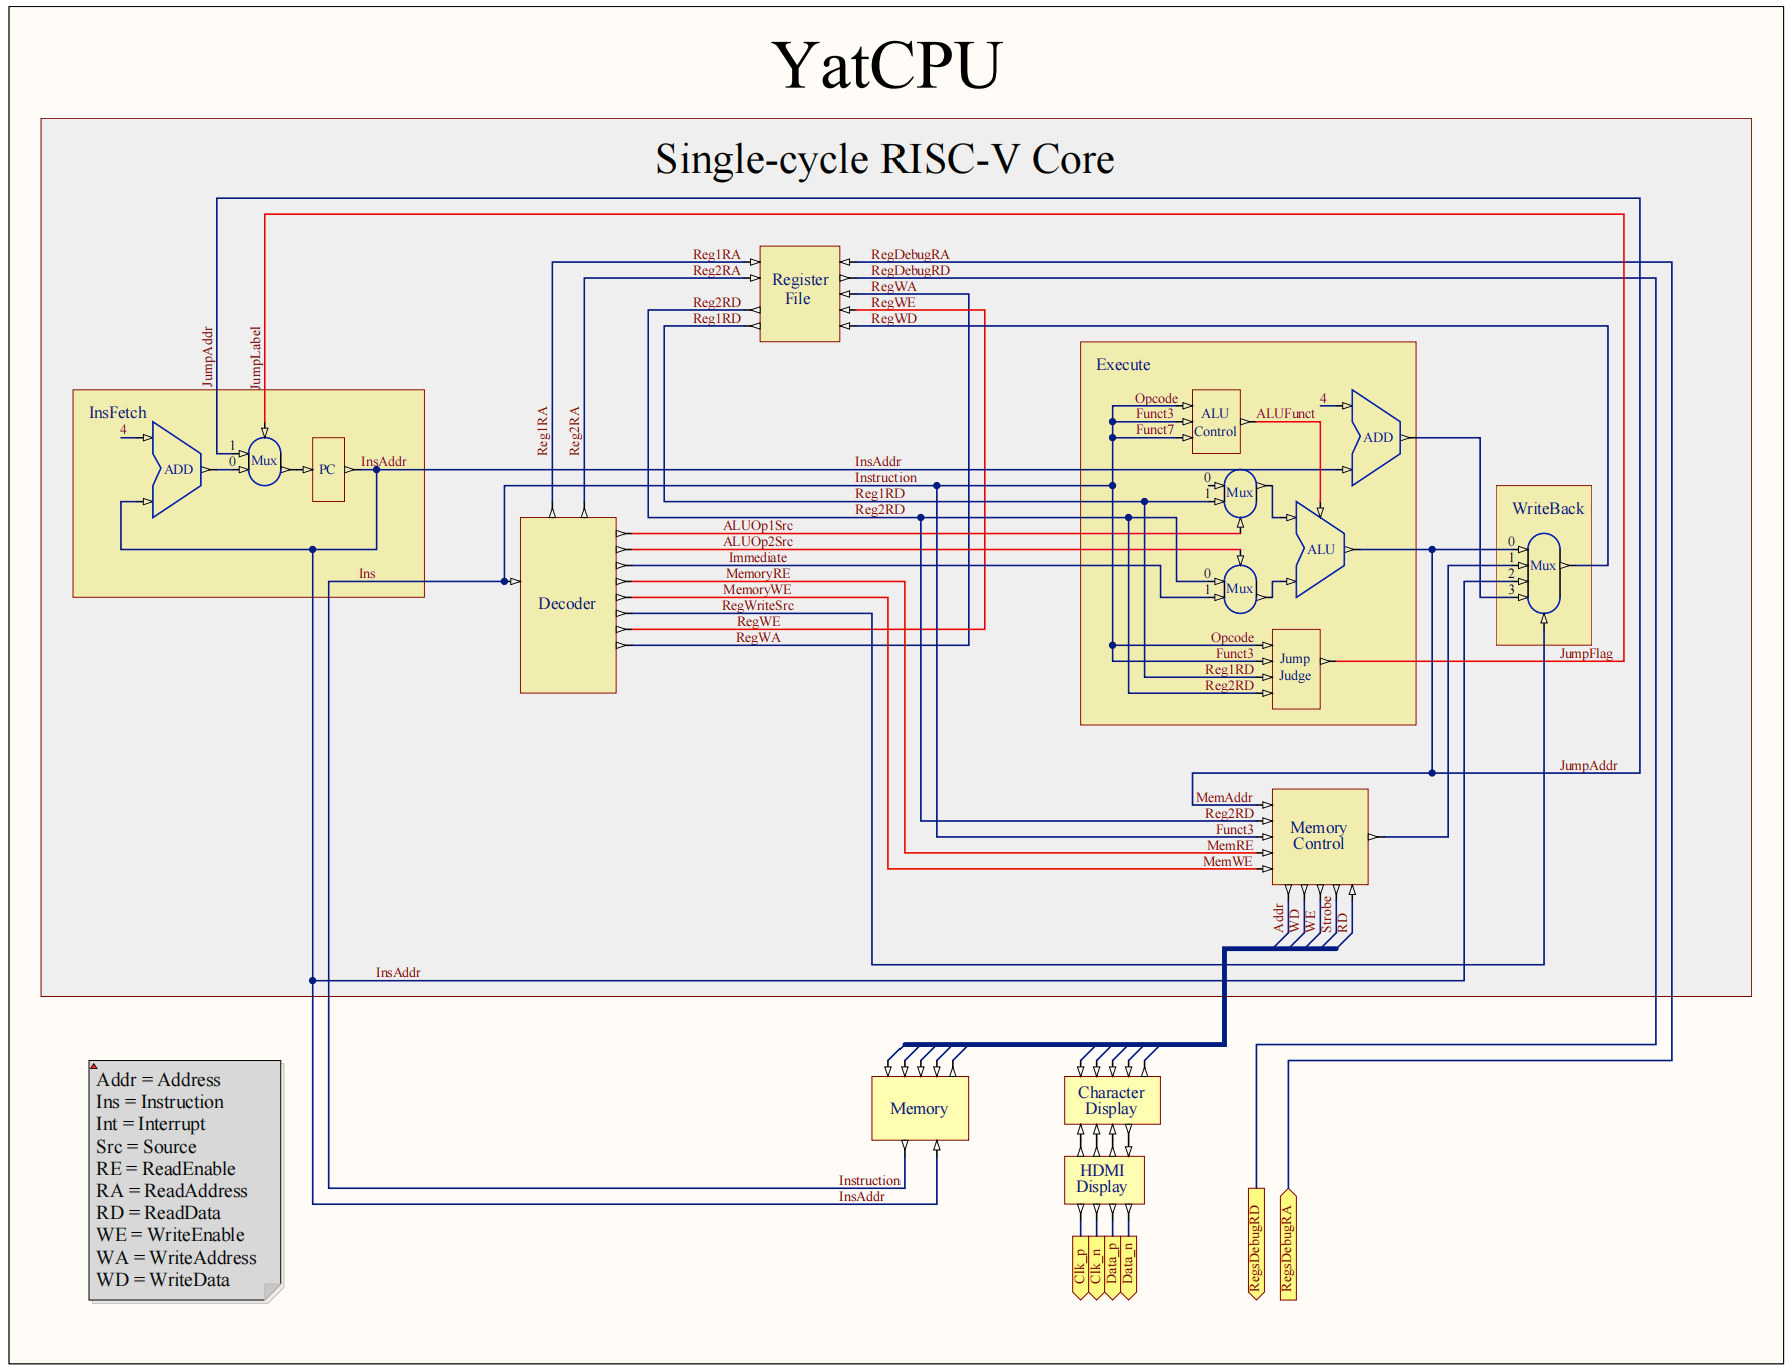 YatCPU
Single-cycle RISC-V Core
JumpAddr
JumpLabel
InsFetch
4
ADD
1
0
Mux
PC
InsAddr
Ins
Reg1RA
Reg2RA
Reg1RA
Reg2RA
Reg2RD
Reg1RD
Register
File
RegDebugRA
RegDebugRD
RegWA
RegWE
RegWD
InsAddr
Instruction
Reg1RD
Reg2RD
Decoder
ALUOp1Src
ALUOp2Src
Immediate
MemoryRE
MemoryWE
RegWriteSrc
RegWE
RegWA
Execute
Opcode
Funct3
Funct7
ALU
Control
ALUFunct
4
ADD
0
1
Mux
ALU
0
1
Mux
Opcode
Funct3
Reg1RD
Reg2RD
Jump
Judge
WriteBack
0
1
2
3
Mux
JumpFlag
JumpAddr
MemAddr
Reg2RD
Funct3
MemRE
MemWE
Memory
Control
Addr
WD
WE
Strobe
RD
InsAddr
Addr = Address
Ins = Instruction
Int = Interrupt
Src = Source
RE = ReadEnable
RA = ReadAddress
RD = ReadData
WE = WriteEnable
WA = WriteAddress
WD = WriteData
Memory
Instruction
InsAddr
Character
Display
HDMI
Display
Clk_p
Clk_n
Data_p
Data_n
RegsDebugRD
RegsDebugRA